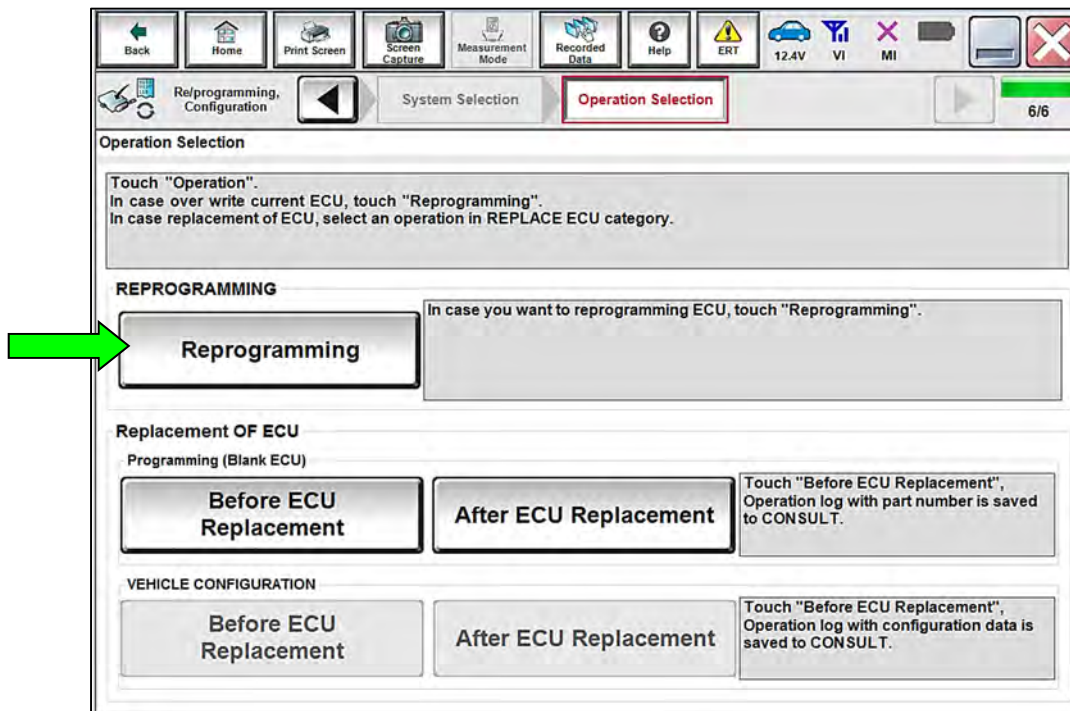 Back
Home
Print Screen
Screen
Capture
Measurement
Mode
Recorded
Data
Help
ERT
12.4V
VI
MI
Re/programming,
Configuration
System Selection
Operation Selection
6/6
Operation Selection
Touch "Operation".
In case over write current ECU, touch "Reprogramming".
In case replacement of ECU, select an operation in REPLACE ECU category.
REPROGRAMMING
Reprogramming
In case you want to reprogramming ECU, touch "Reprogramming".
Replacement OF ECU
Programming (Blank ECU)
Before ECU
Replacement
After ECU Replacement
Touch "Before ECU Replacement",
Operation log with part number is saved
to CONSULT.
VEHICLE CONFIGURATION
Before ECU
Replacement
After ECU Replacement
Touch "Before ECU Replacement",
Operation log with configuration data is
saved to CONSULT.